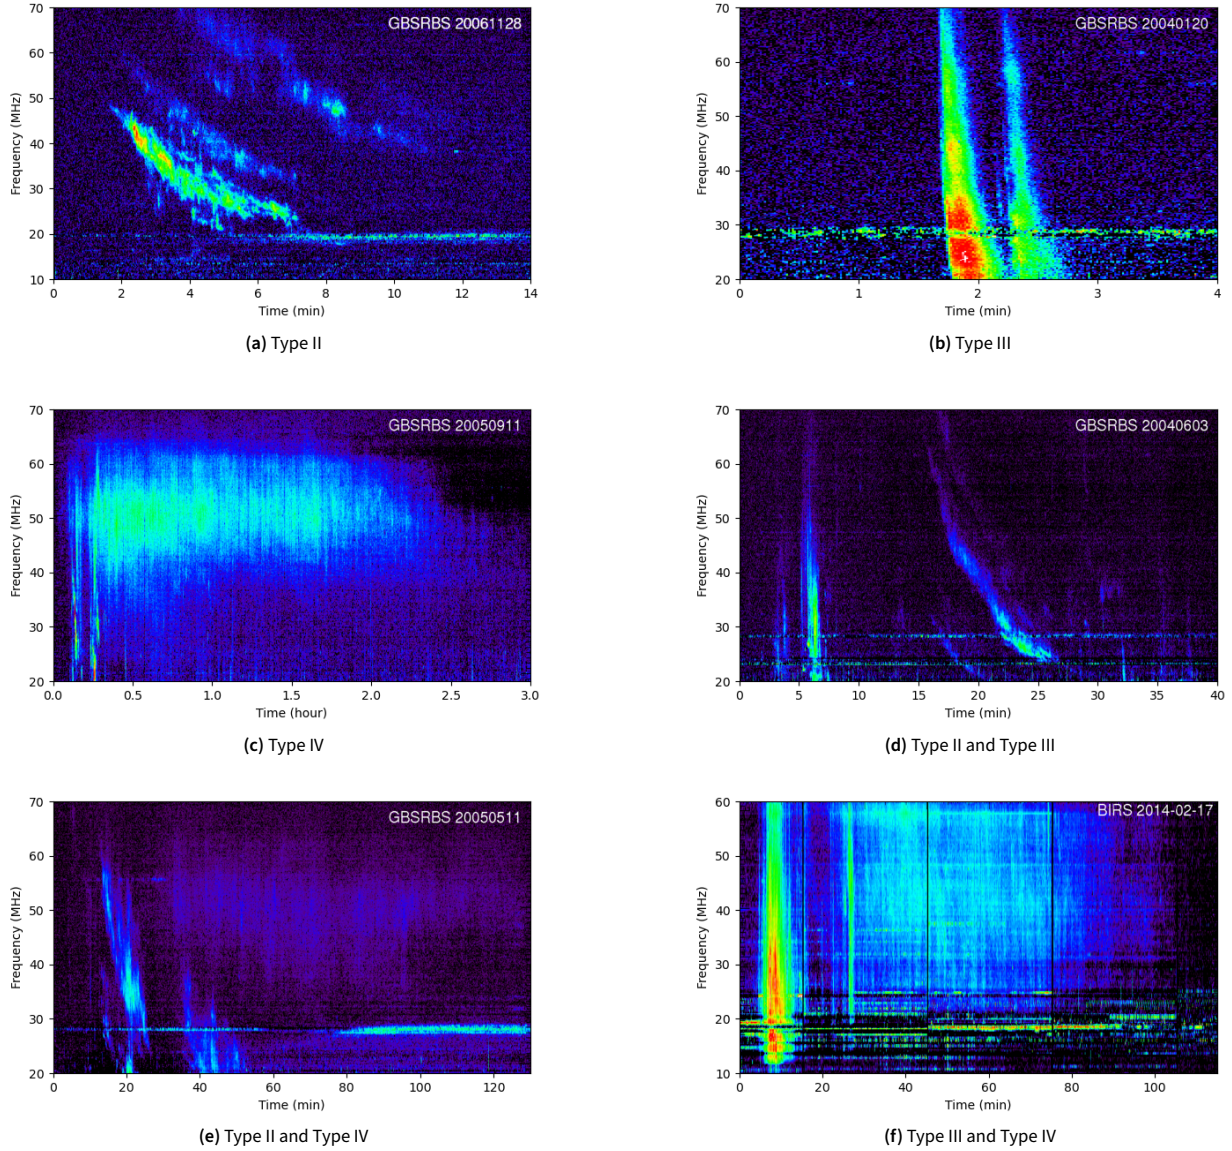 GBSRBS 20061128
Frequency (MHz)
70
60
50
40
30
20
10
0 2 4 6 8 10 12 14
Time (min)
(a) Type II
GBSRBS 20040120
Frequency (MHz)
70
60
50
40
30
20
0 1 2 3 4
Time (min)
(b) Type III
GBSRBS 20050911
Frequency (MHz)
70
60
50
40
30
20
0.0 0.5 1.0 1.5 2.0 2.5 3.0
Time (hour)
(c) Type IV
GBSRBS 20040603
Frequency (MHz)
70
60
50
40
30
20
0 5 10 15 20 25 30 35 40
Time (min)
(d) Type II and Type III
GBSRBS 20050511
Frequency (MHz)
70
60
50
40
30
20
0 20 40 60 80 100 120
Time (min)
(e) Type II and Type IV
BIRS 2014-02-17
Frequency (MHz)
60
50
40
30
20
10
0 20 40 60 80 100
Time (min)
(f) Type III and Type IV